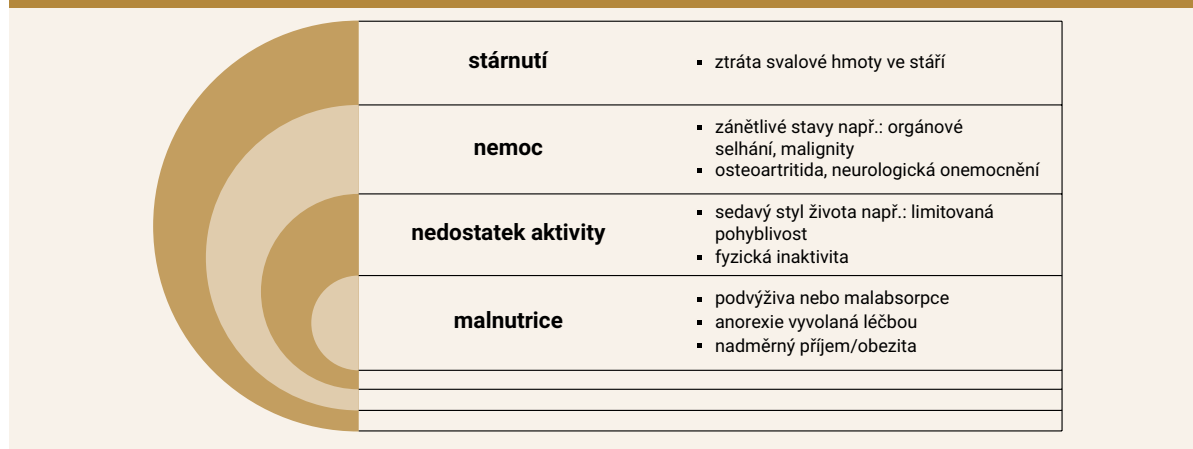 stárnutí
▪ ztráta svalové hmoty ve stáří
nemoc
▪ zánětlivé stavy např.: orgánové
selhání, malignity
▪ osteoartritida, neurologická onemocnění
nedostatek aktivity
▪ sedavý styl života např.: limitovaná
pohyblivost
▪ fyzická inaktivita
malnutrice
▪ podvýživa nebo malabsorpce
▪ anorexie vyvolaná léčbou
▪ nadměrný příjem/obezita